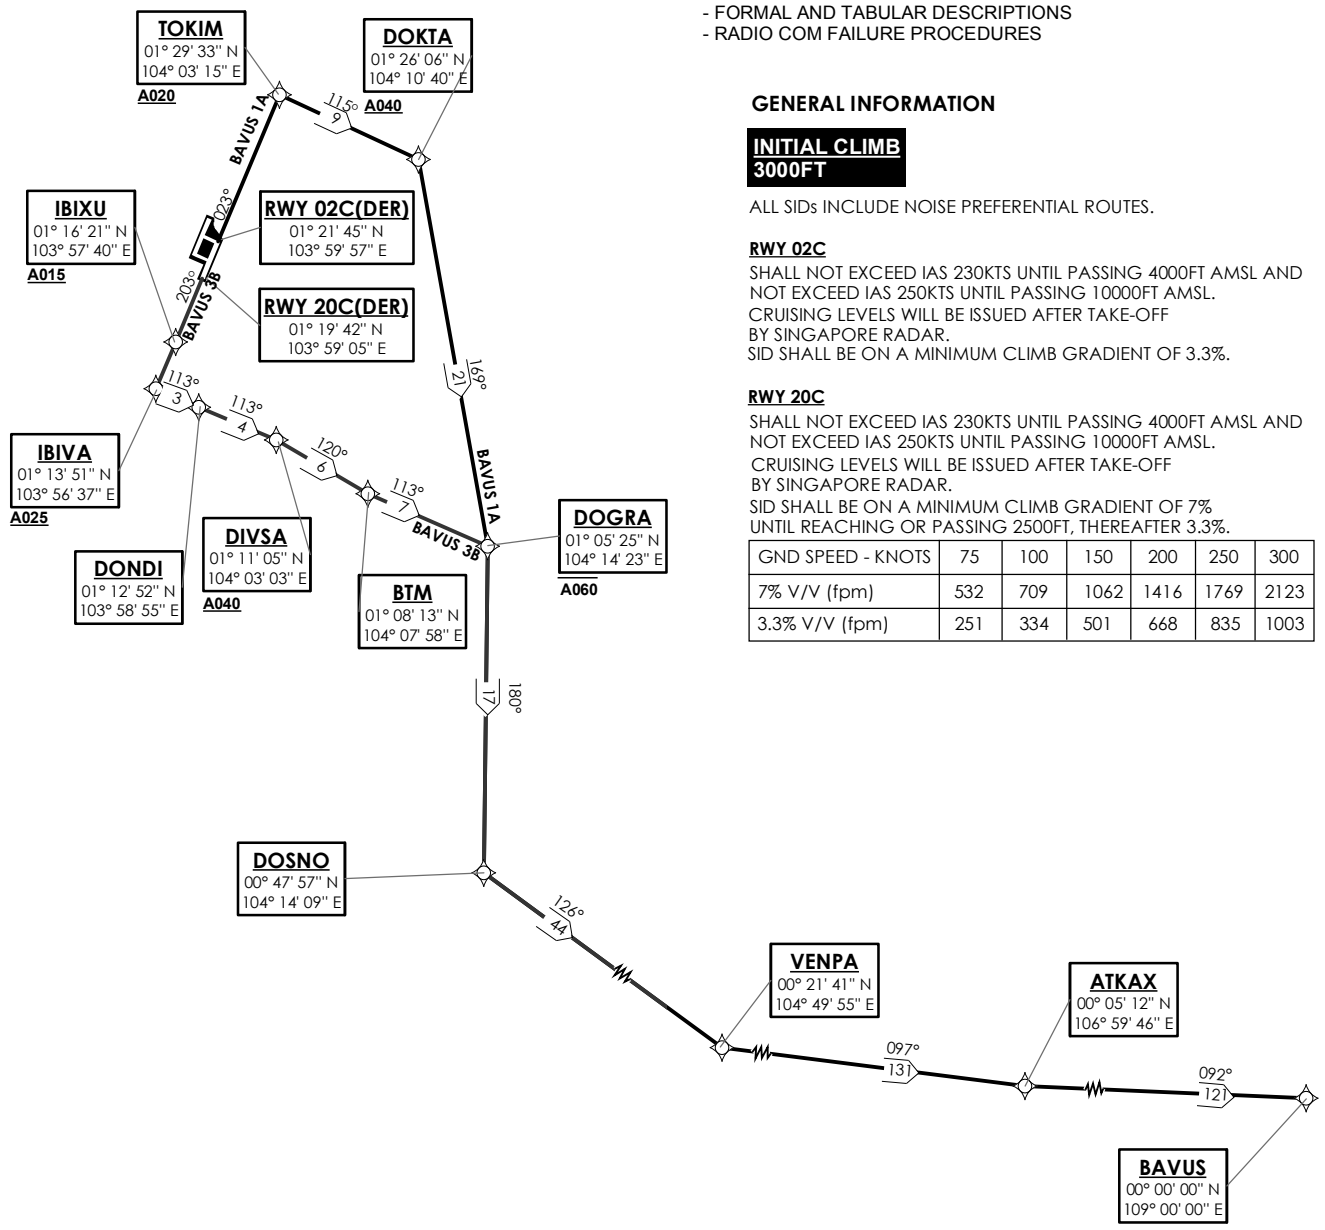 - FORMAL AND TABULAR DESCRIPTIONS
- RADIO COM FAILURE PROCEDURES
TOKIM
01° 29' 33" N
104° 03' 15" E
A020
DOKTA
01° 26' 06" N
104° 10' 40" E
A040
115°
9
BAVUS 1A
023°
IBIXU
01° 16' 21" N
103° 57' 40" E
A015
RWY 02C(DER)
01° 21' 45" N
103° 59' 57" E
203°
BAVUS 3B
RWY 20C(DER)
01° 19' 42" N
103° 59' 05" E
169°
21
BAVUS 1A
113°
3
113°
4
120°
6
113°
7
BAVUS 3B
IBIVA
01° 13' 51" N
103° 56' 37" E
A025
DONDI
01° 12' 52" N
103° 58' 55" E
DIVSA
01° 11' 05" N
104° 03' 03" E
A040
BTM
01° 08' 13" N
104° 07' 58" E
DOGRA
01° 05' 25" N
104° 14' 23" E
A060
180°
17
DOSNO
00° 47' 57" N
104° 14' 09" E
126°
44
VENPA
00° 21' 41" N
104° 49' 55" E
097°
131
ATKAX
00° 05' 12" N
106° 59' 46" E
092°
121
BAVUS
00° 00' 00" N
109° 00' 00" E
GENERAL INFORMATION
INITIAL CLIMB
3000FT
ALL SIDs INCLUDE NOISE PREFERENTIAL ROUTES.
RWY 02C
SHALL NOT EXCEED IAS 230KTS UNTIL PASSING 4000FT AMSL AND
NOT EXCEED IAS 250KTS UNTIL PASSING 10000FT AMSL.
CRUISING LEVELS WILL BE ISSUED AFTER TAKE-OFF
BY SINGAPORE RADAR.
SID SHALL BE ON A MINIMUM CLIMB GRADIENT OF 3.3%.
RWY 20C
SHALL NOT EXCEED IAS 230KTS UNTIL PASSING 4000FT AMSL AND
NOT EXCEED IAS 250KTS UNTIL PASSING 10000FT AMSL.
CRUISING LEVELS WILL BE ISSUED AFTER TAKE-OFF
BY SINGAPORE RADAR.
SID SHALL BE ON A MINIMUM CLIMB GRADIENT OF 7%
UNTIL REACHING OR PASSING 2500FT, THEREAFTER 3.3%.
GND SPEED - KNOTS 75 100 150 200 250 300
7% V/V (fpm) 532 709 1062 1416 1769 2123
3.3% V/V (fpm) 251 334 501 668 835 1003